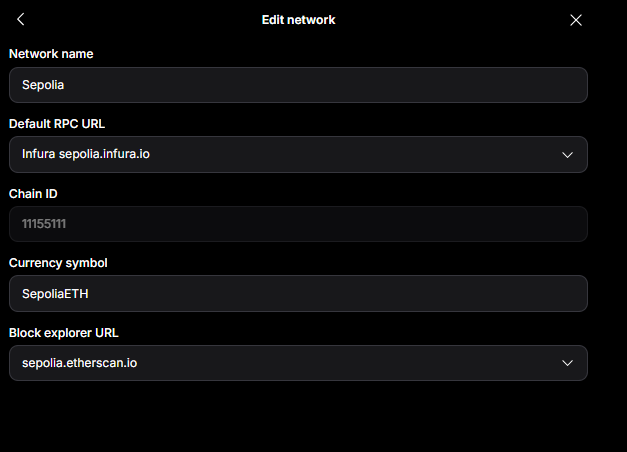 Edit network
Network name
Sepolia
Default RPC URL
Infura sepolia.infura.io
Chain ID
11155111
Currency symbol
SepoliaETH
Block explorer URL
sepolia.etherscan.io